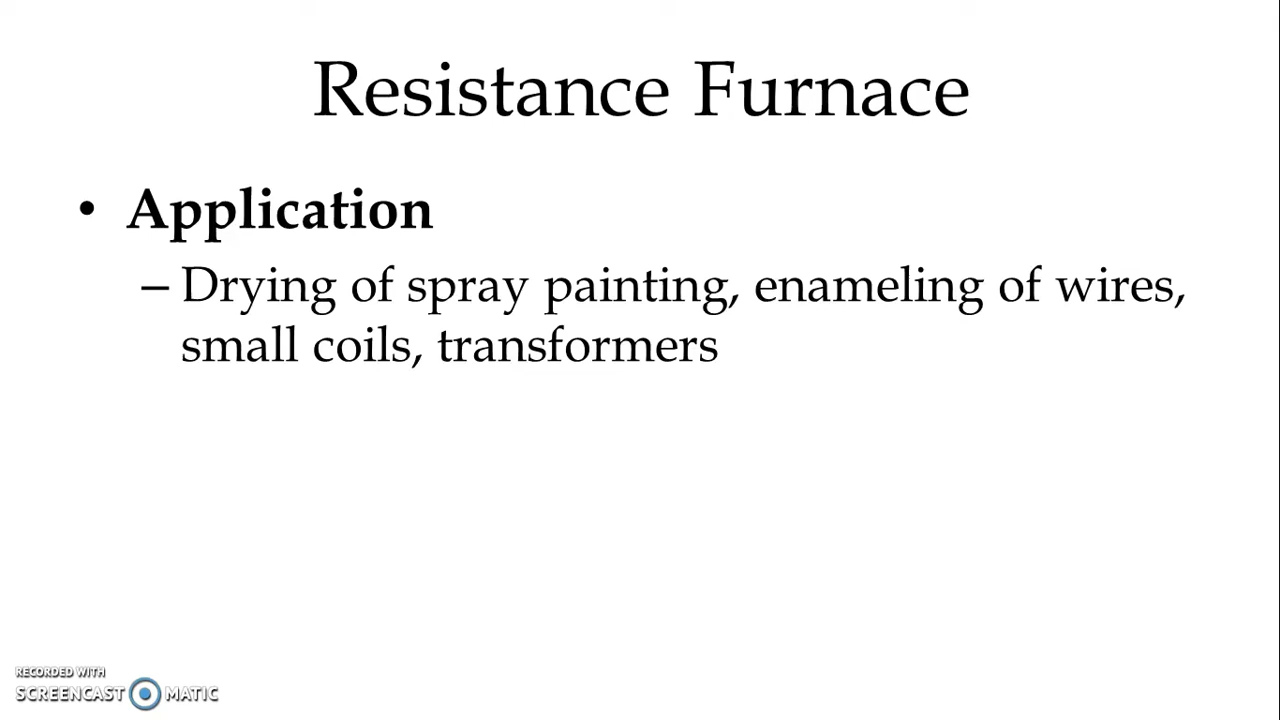 Resistance Furnace
• Application
– Drying of spray painting, enameling of wires,
small coils, transformers
RECORDED WITH
SCREENCAST MATIC